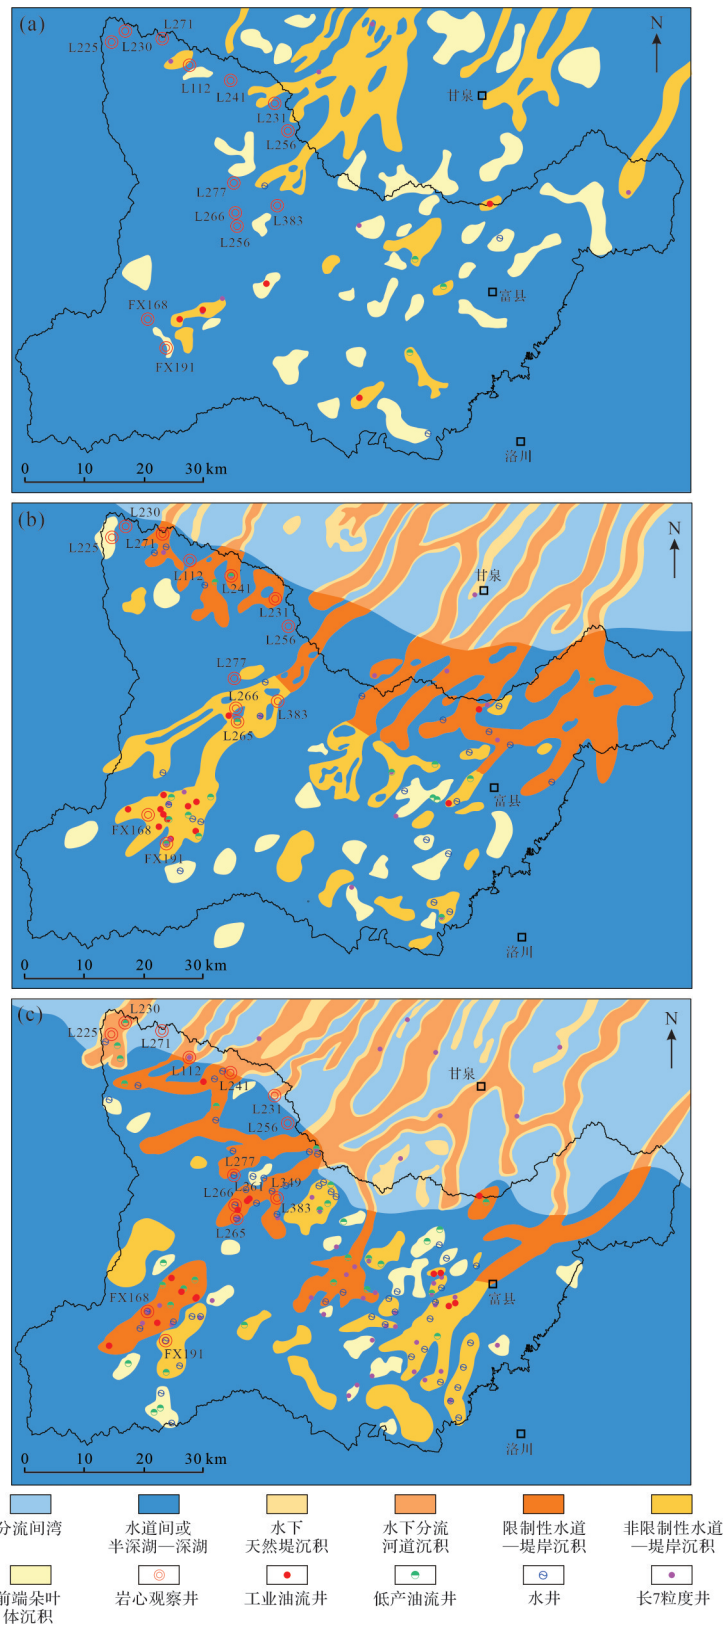 (a)
N
L271
L225
L230
L112
L241
甘泉
L231
L256
L277
L383
L266
L256
FX168
富县
FX191
洛川
0 10 20 30 km
(b)
N
L230
L225
L271
L112
甘泉
L241
L231
L256
L277
L266
L383
L265
富县
FX168
FX191
洛川
0 10 20 30 km
(c)
N
L230
L225
L271
L112
甘泉
L241
L231
L256
L277
L261
L349
L266
L383
L265
FX168
富县
FX191
洛川
0 10 20 30 km
分流间湾
水道间或
半深湖—深湖
水下
天然堤沉积
水下分流
河道沉积
限制性水道
—堤岸沉积
非限制性水道
—堤岸沉积
前端朵叶
体沉积
岩心观察井
工业油流井
低产油流井
水井
长7粒度井